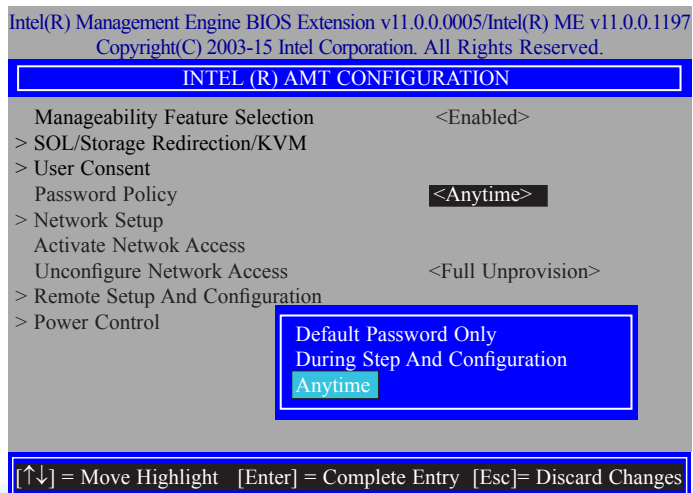 Intel(R) Management Engine BIOS Extension v11.0.0.0005/Intel(R) ME v11.0.0.1197
Copyright(C) 2003-15 Intel Corporation. All Rights Reserved.
INTEL (R) AMT CONFIGURATION
Manageability Feature Selection <Enabled>
> SOL/Storage Redirection/KVM
> User Consent
Password Policy <Anytime>
> Network Setup
Activate Netwok Access
Unconfigure Network Access <Full Unprovision>
> Remote Setup And Configuration
> Power Control
Default Password Only
During Step And Configuration
Anytime
[↑↓] = Move Highlight [Enter] = Complete Entry [Esc]= Discard Changes